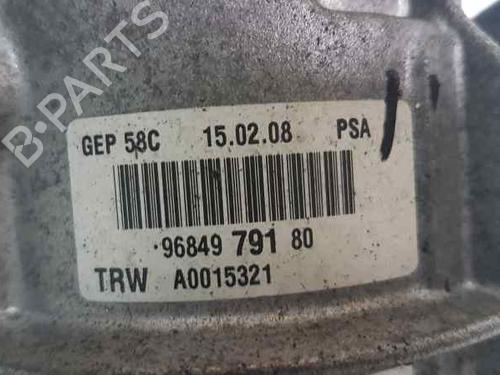 B-PARTS
GEP 58C 15.02.08 PSA
96849 791 80
TRW A0015321